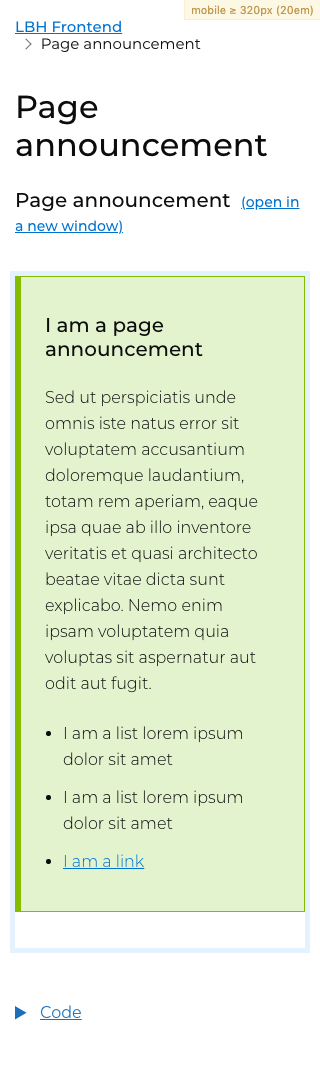 mobile ≥ 320px (20em)
LBH Frontend
Page announcement
Page
announcement
Page announcement (open in
a new window)
I am a page
announcement
Sed ut perspiciatis unde
omnis iste natus error sit
voluptatem accusantium
doloremque laudantium,
totam rem aperiam, eaque
ipsa quae ab illo inventore
veritatis et quasi architecto
beatae vitae dicta sunt
explicabo. Nemo enim
ipsam voluptatem quia
voluptas sit aspernatur aut
odit aut fugit.
I am a list lorem ipsum
dolor sit amet
I am a list lorem ipsum
dolor sit amet
I am a link
Code